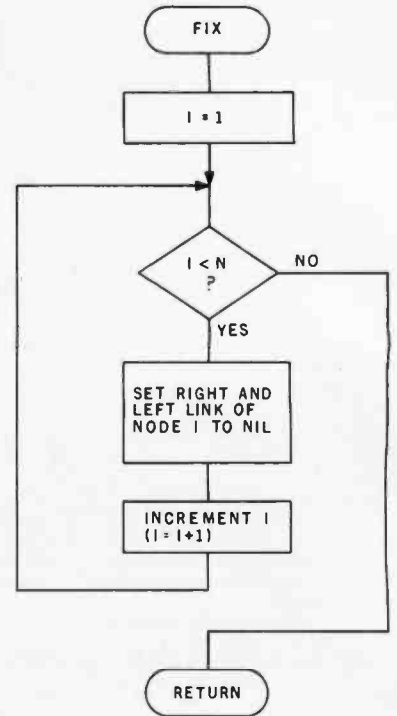 FIX
I = 1
I < N
?
NO
YES
SET RIGHT AND
LEFT LINK OF
NODE I TO NIL
INCREMENT I
(I = I+1)
RETURN